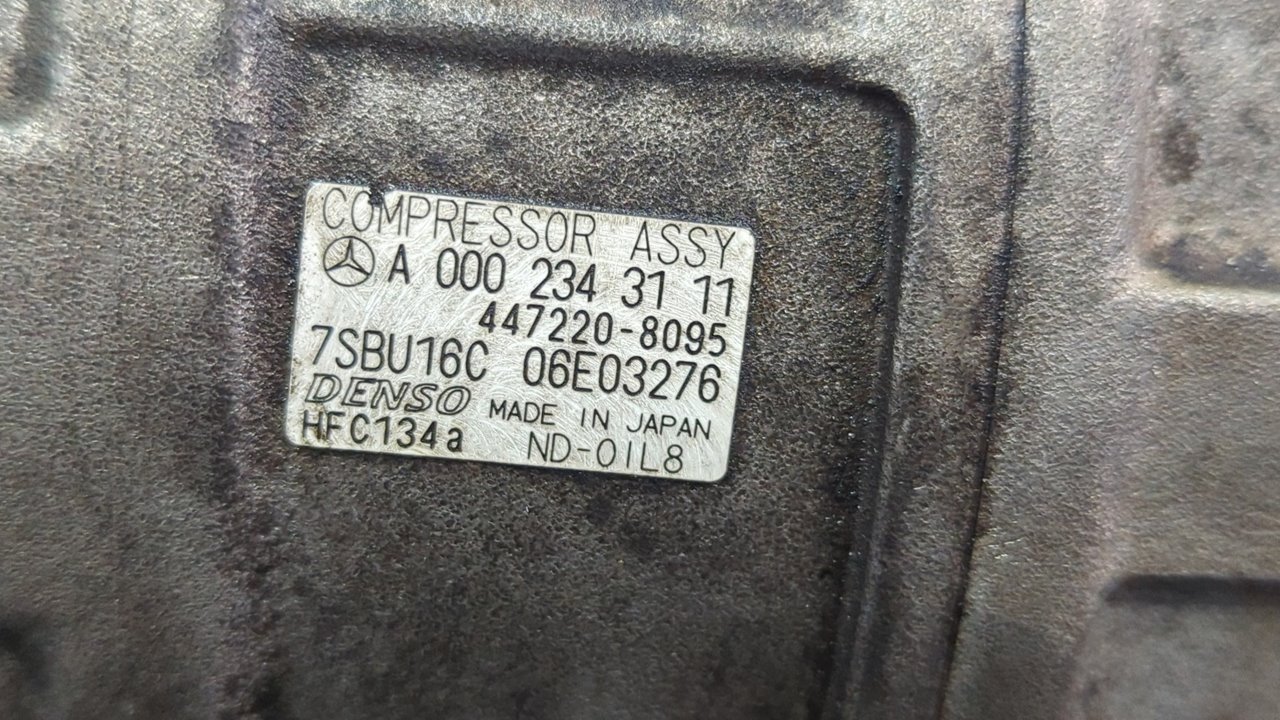 COMPRESSOR ASSY
A 000 234 31 11
447220-8095
7SBU16C 06E03276
DENSO MADE IN JAPAN
HFC134a ND-OIL8